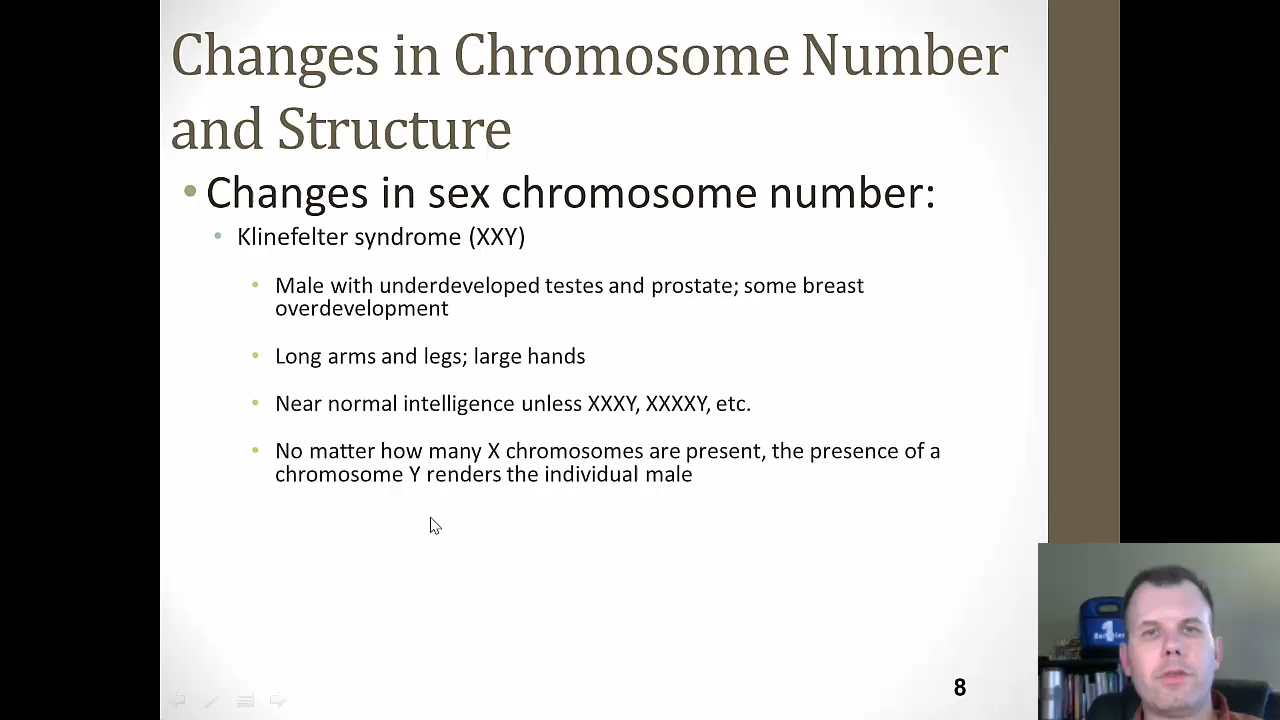 Changes in Chromosome Number
and Structure
• Changes in sex chromosome number:
• Klinefelter syndrome (XXY)
• Male with underdeveloped testes and prostate; some breast
overdevelopment
• Long arms and legs; large hands
• Near normal intelligence unless XXXY, XXXXY, etc.
• No matter how many X chromosomes are present, the presence of a
chromosome Y renders the individual male
1
8